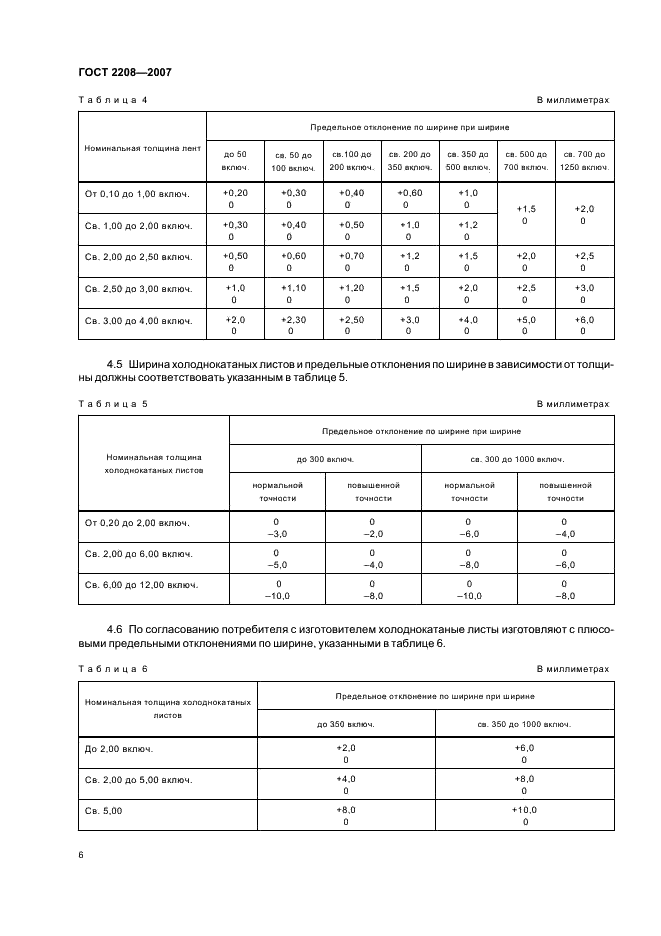 ГОСТ 2208—2007
Таблица 4 В миллиметрах
Номинальная толщина лент
Предельное отклонение по ширине при ширине
до 50 включ. св. 50 до 100 включ. св.100 до 200 включ. св. 200 до 350 включ. св. 350 до 500 включ. св. 500 до 700 включ. св. 700 до 1250 включ.
От 0,10 до 1,00 включ. +0,20 +0,30 +0,40 +0,60 +1,0
0 0 0 0 0
+1,5 +2,0
0 0
Св. 1,00 до 2,00 включ. +0,30 +0,40 +0,50 +1,0 +1,2
0 0 0 0 0
Св. 2,00 до 2,50 включ. +0,50 +0,60 +0,70 +1,2 +1,5 +2,0 +2,5
0 0 0 0 0 0 0
Св. 2,50 до 3,00 включ. +1,0 +1,10 +1,20 +1,5 +2,0 +2,5 +3,0
0 0 0 0 0 0 0
Св. 3,00 до 4,00 включ. +2,0 +2,30 +2,50 +3,0 +4,0 +5,0 +6,0
0 0 0 0 0 0 0
4.5 Ширина холоднокатаных листов и предельные отклонения по ширине в зависимости от толщи-
ны должны соответствовать указанным в таблице 5.
Таблица 5 В миллиметрах
Номинальная толщина
холоднокатаных листов
Предельное отклонение по ширине при ширине
до 300 включ. св. 300 до 1000 включ.
нормальной повышенной нормальной повышенной
точности точности точности точности
От 0,20 до 2,00 включ. 0 0 0 0
–3,0 –2,0 –6,0 –4,0
Св. 2,00 до 6,00 включ. 0 0 0 0
–5,0 –4,0 –8,0 –6,0
Св. 6,00 до 12,00 включ. 0 0 0 0
–10,0 –8,0 –10,0 –8,0
4.6 По согласованию потребителя с изготовителем холоднокатаные листы изготовляют с плюсо-
выми предельными отклонениями по ширине, указанными в таблице 6.
Таблица 6 В миллиметрах
Номинальная толщина холоднокатаных
листов
Предельное отклонение по ширине при ширине
до 350 включ. св. 350 до 1000 включ.
До 2,00 включ. +2,0 +6,0
0 0
Св. 2,00 до 5,00 включ. +4,0 +8,0
0 0
Св. 5,00 +8,0 +10,0
0 0
6